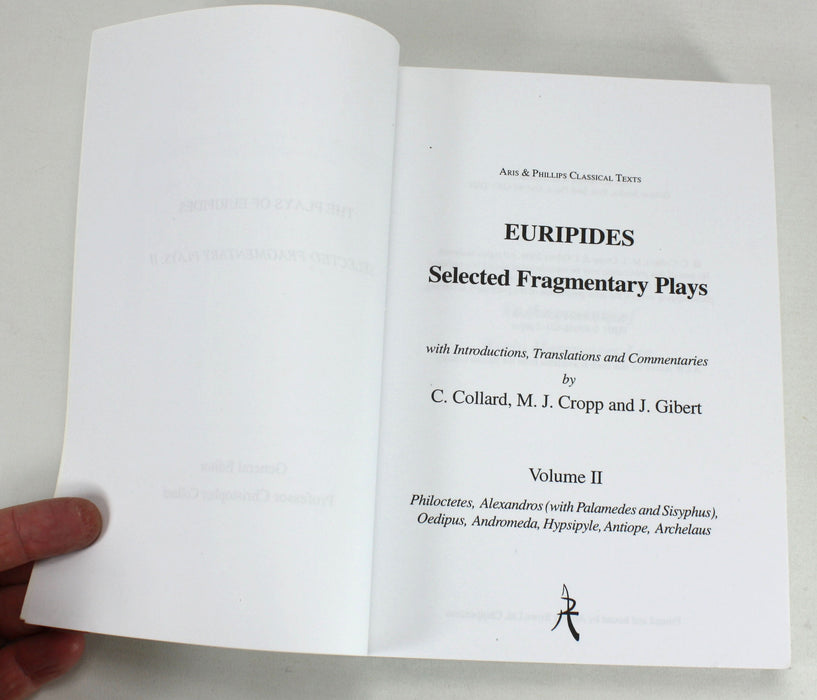 ARIS & PHILLIPS CLASSICAL TEXTS
EURIPIDES
Selected Fragmentary Plays
with Introductions, Translations and Commentaries
by
C. Collard, M. J. Cropp and J. Gibert
Volume II
Philoctetes, Alexandros (with Palamedes and Sisyphus),
Oedipus, Andromeda, Hypsipyle, Antiope, Archelaus